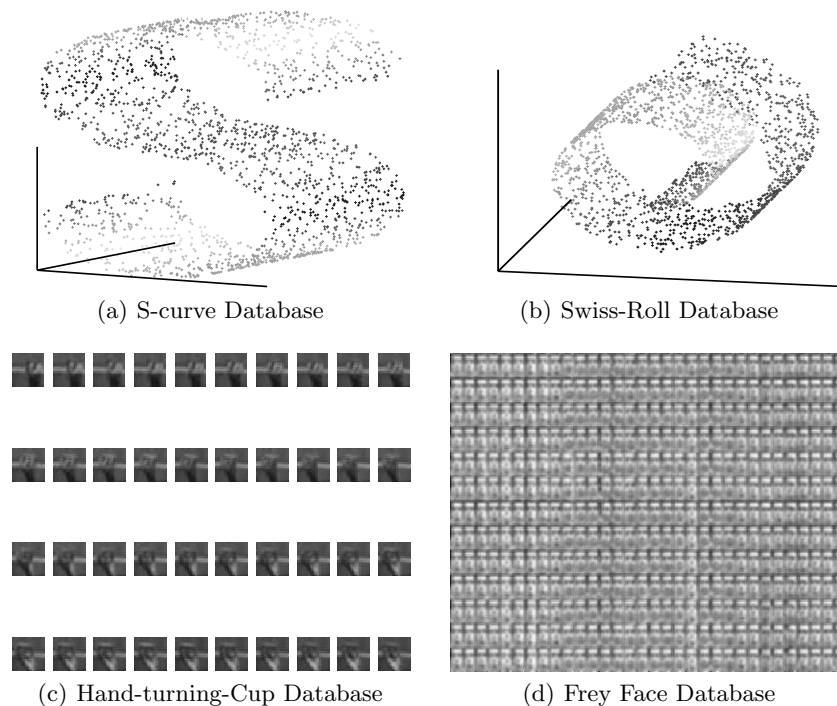 (a) S-curve Database
(b) Swiss-Roll Database
(c) Hand-turning-Cup Database
(d) Frey Face Database